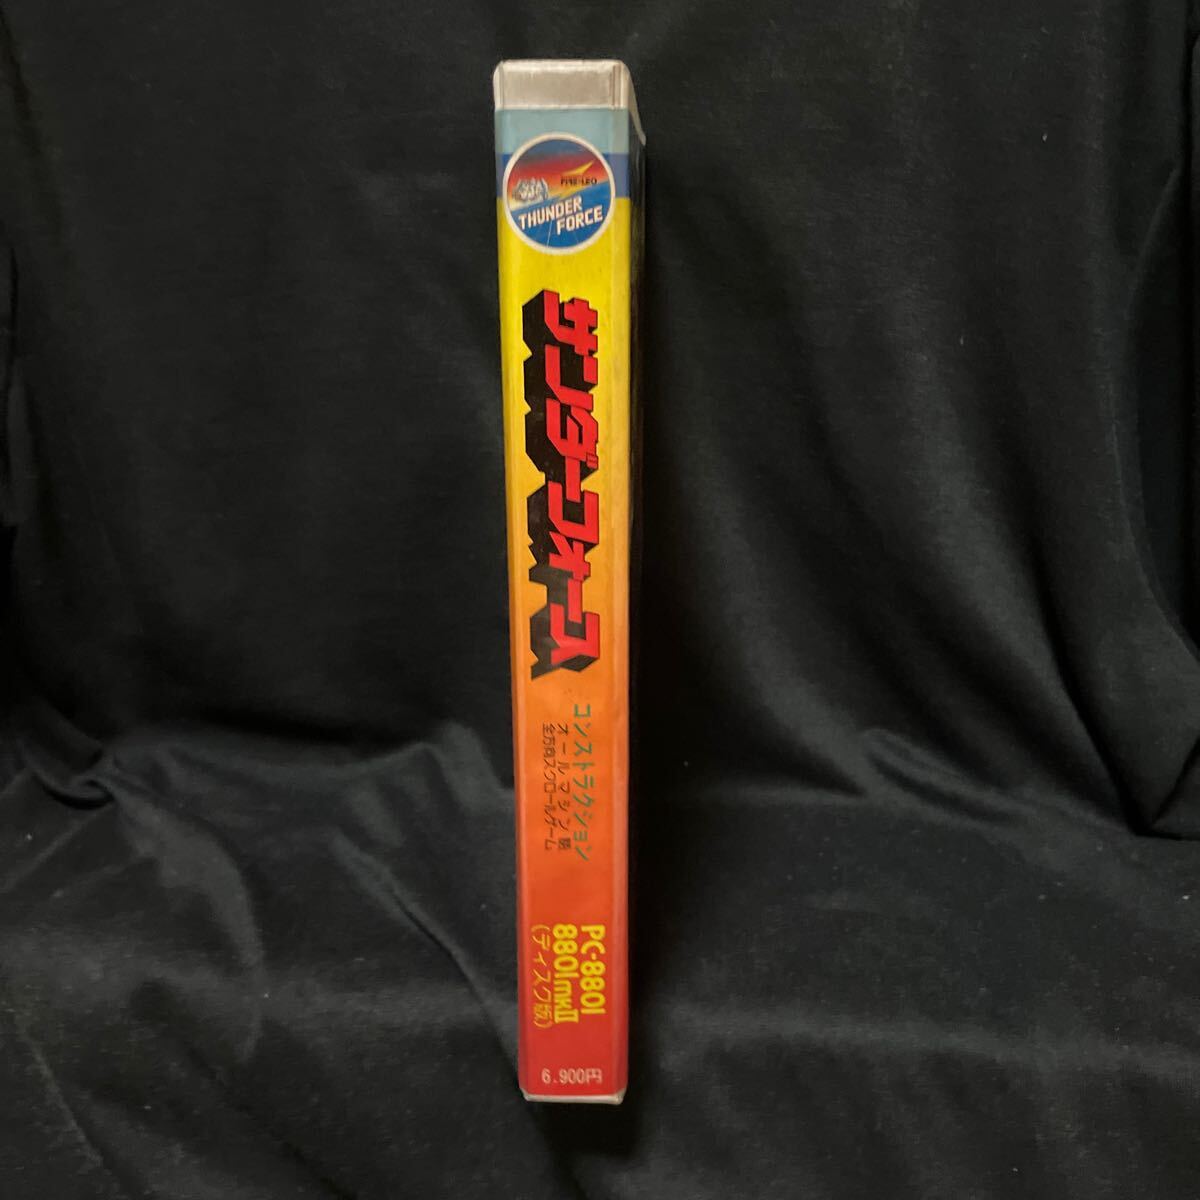 FIRE-LEO
THUNDER
FORCE
サンダーフォース
コンストラクション
オールマシン語
全方向スクロールゲーム
PC-8801
8801mkII
(ディスク版)
6.900円